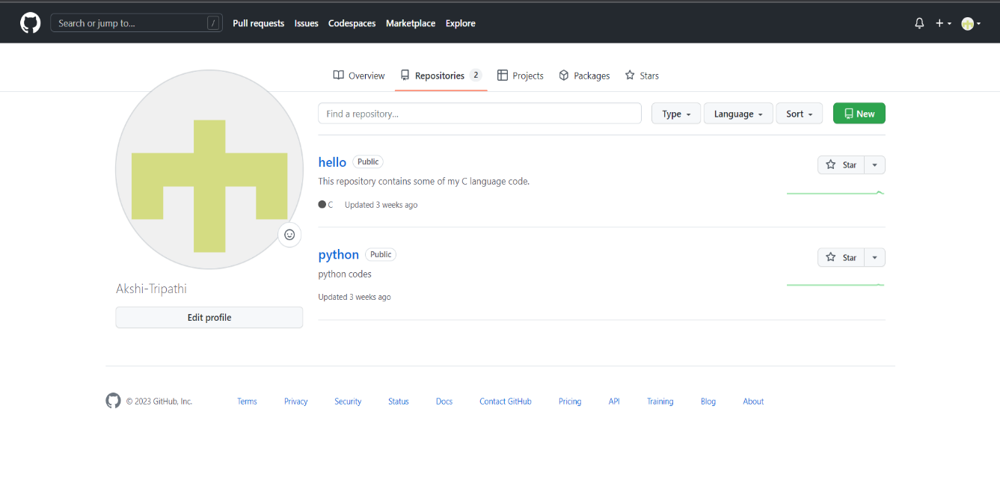 Search or jump to... / Pull requests Issues Codespaces Marketplace Explore
Overview Repositories 2 Projects Packages Stars
Find a repository... Type Language Sort New
hello Public Star
This repository contains some of my C language code.
C Updated 3 weeks ago
python Public Star
python codes
Updated 3 weeks ago
Akshi-Tripathi
Edit profile
© 2023 GitHub, Inc. Terms Privacy Security Status Docs Contact GitHub Pricing API Training Blog About